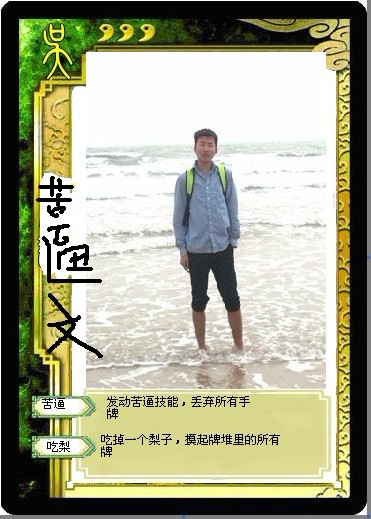 吴
苦逼文
苦逼
发动苦逼技能，丢弃所有手
牌
吃梨
吃掉一个梨子，摸起牌堆里的所有
牌